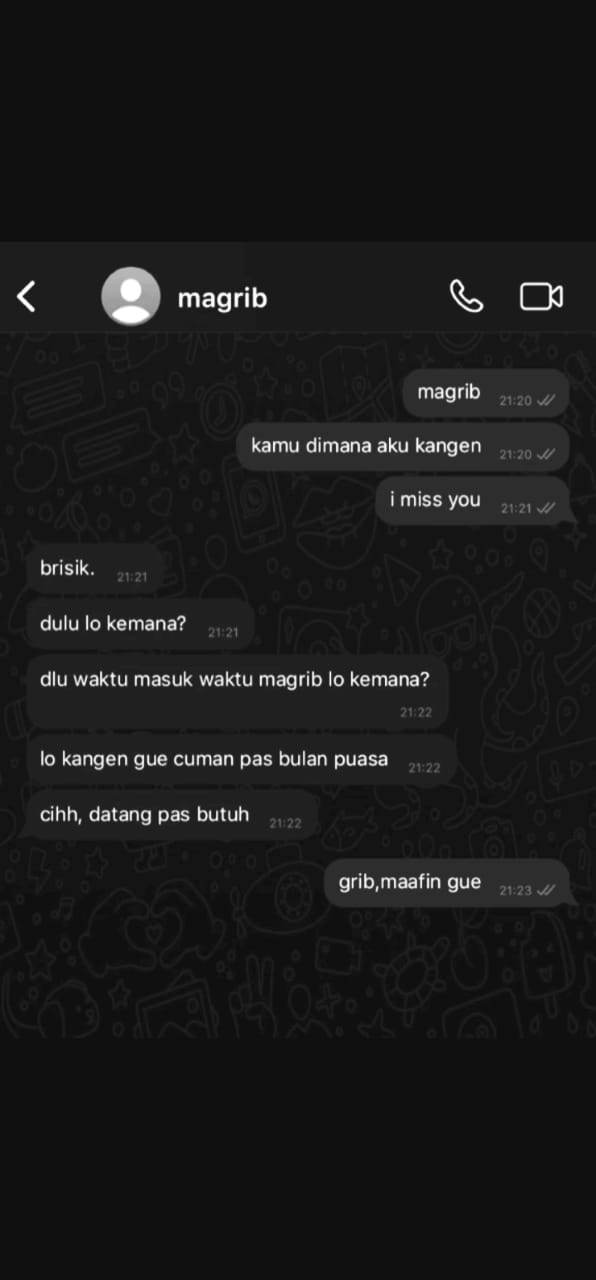 magrib
magrib 21:20
kamu dimana aku kangen 21:20
i miss you 21:21
brisik. 21:21
dulu lo kemana? 21:21
dlu waktu masuk waktu magrib lo kemana?
21:22
lo kangen gue cuman pas bulan puasa 21:22
cihh, datang pas butuh 21:22
grib,maafin gue 21:23